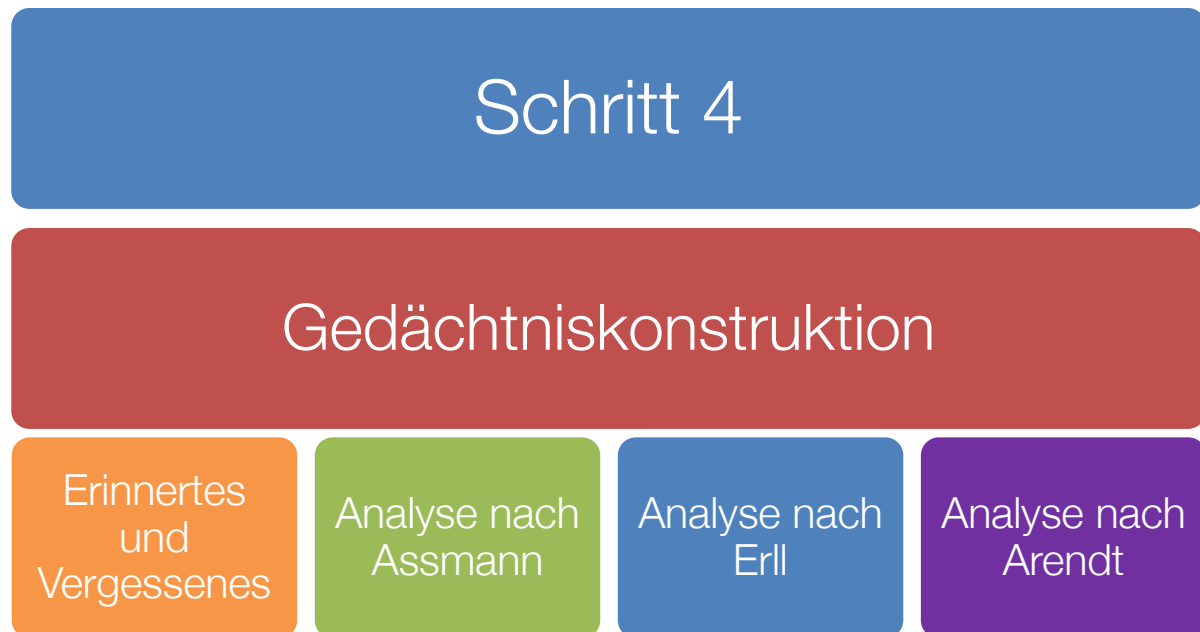 Schritt 4
Gedächtniskonstruktion
Erinnertes
und
Vergessenes
Analyse nach
Assmann
Analyse nach
Erll
Analyse nach
Arendt